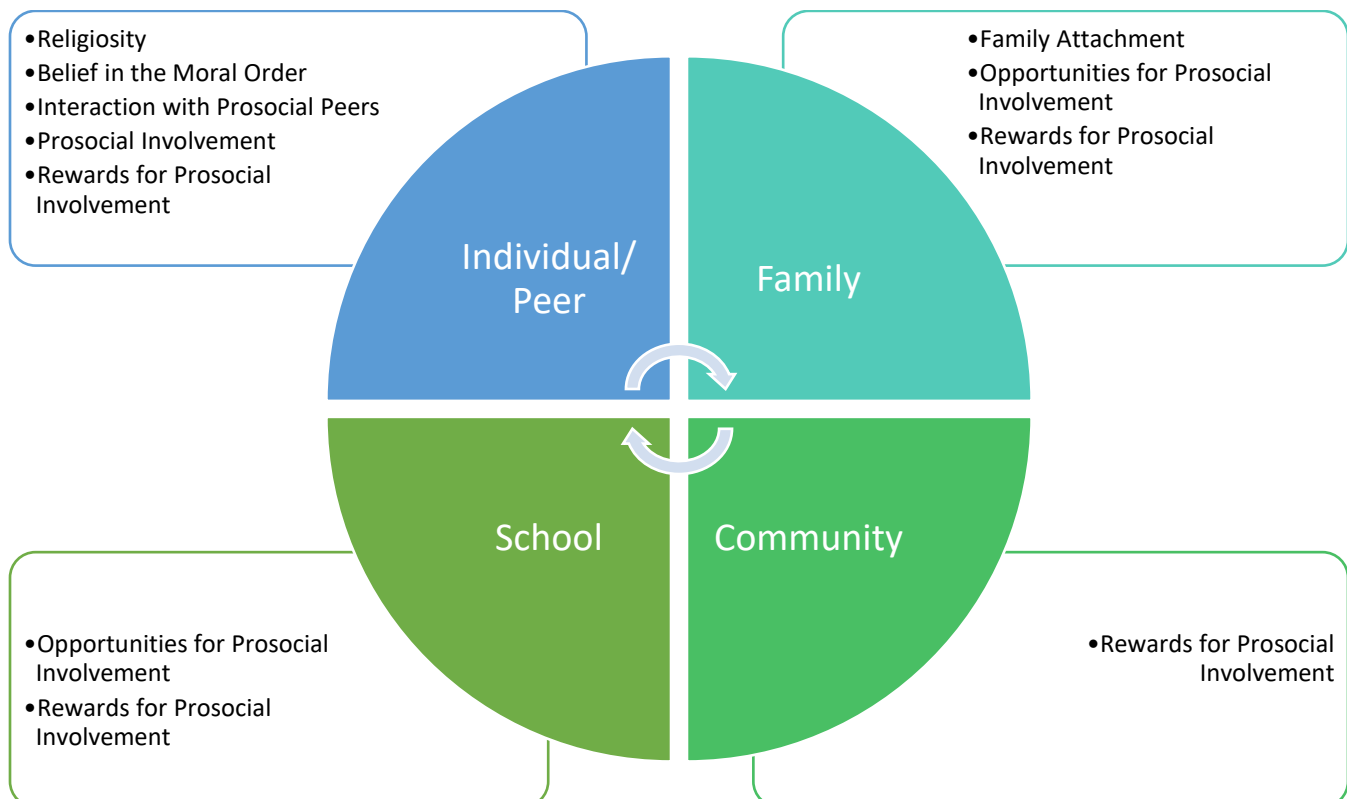 •Religiosity
•Belief in the Moral Order
•Interaction with Prosocial Peers
•Prosocial Involvement
•Rewards for Prosocial
Involvement
•Family Attachment
•Opportunities for Prosocial
Involvement
•Rewards for Prosocial
Involvement
Individual/
Peer
Family
School
Community
•Opportunities for Prosocial
Involvement
•Rewards for Prosocial
Involvement
•Rewards for Prosocial
Involvement